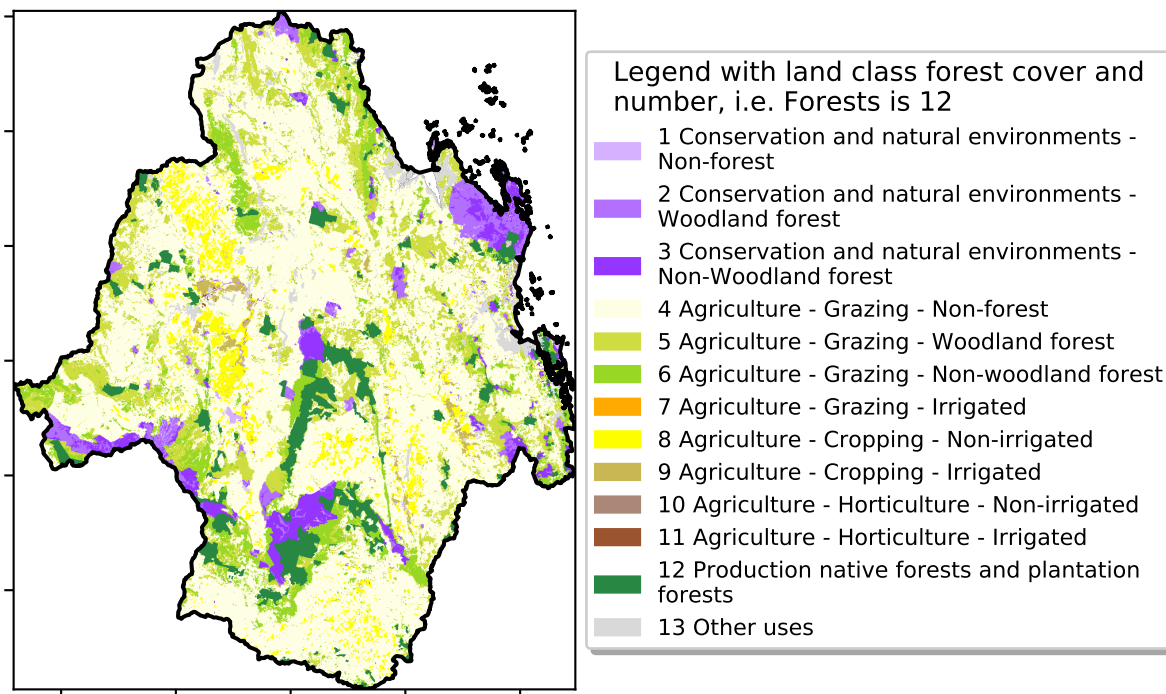 Legend with land class forest cover and
number, i.e. Forests is 12
1 Conservation and natural environments -
Non-forest
2 Conservation and natural environments -
Woodland forest
3 Conservation and natural environments -
Non-Woodland forest
4 Agriculture - Grazing - Non-forest
5 Agriculture - Grazing - Woodland forest
6 Agriculture - Grazing - Non-woodland forest
7 Agriculture - Grazing - Irrigated
8 Agriculture - Cropping - Non-irrigated
9 Agriculture - Cropping - Irrigated
10 Agriculture - Horticulture - Non-irrigated
11 Agriculture - Horticulture - Irrigated
12 Production native forests and plantation
forests
13 Other uses